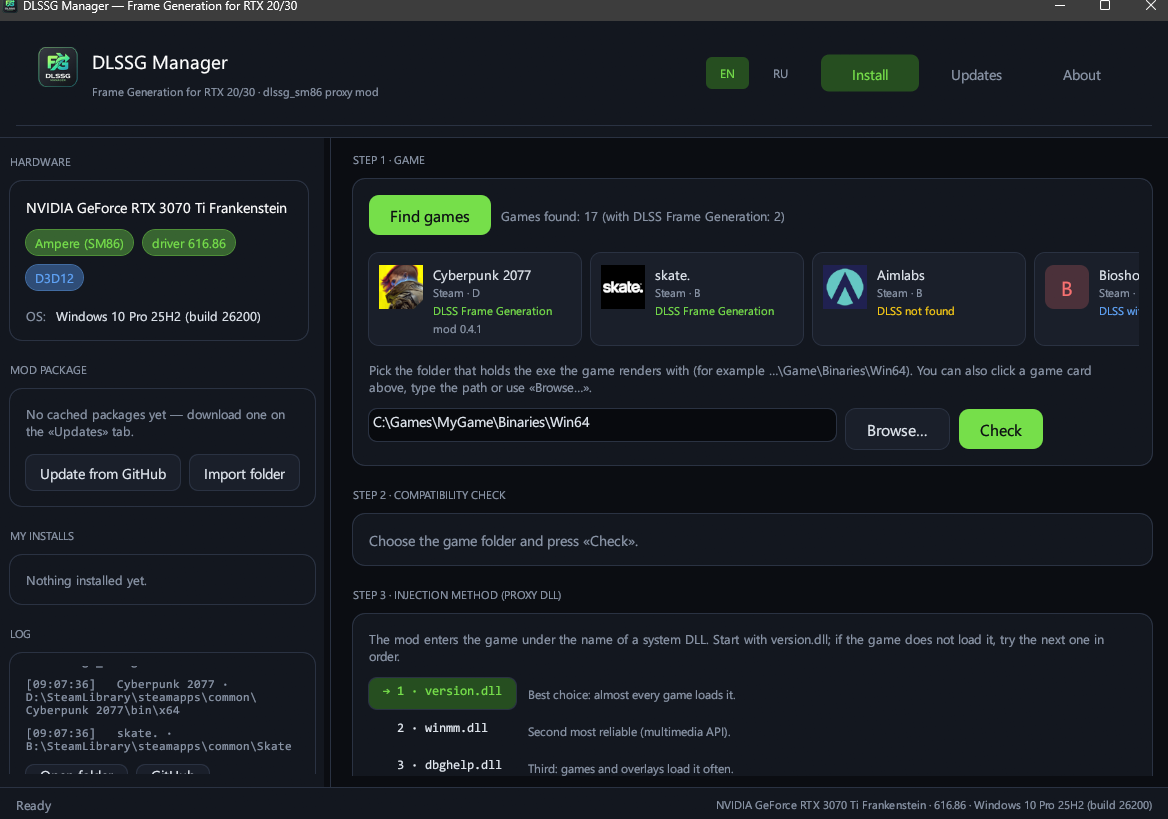 DLSSG Manager — Frame Generation for RTX 20/30
FG
DLSSG
DLSSG Manager
Frame Generation for RTX 20/30 · dlssg_sm86 proxy mod
EN
RU
Install
Updates
About
HARDWARE
NVIDIA GeForce RTX 3070 Ti Frankenstein
Ampere (SM86)
driver 616.86
D3D12
OS: Windows 10 Pro 25H2 (build 26200)
MOD PACKAGE
No cached packages yet — download one on
the «Updates» tab.
Update from GitHub
Import folder
MY INSTALLS
Nothing installed yet.
LOG
[09:07:36] Cyberpunk 2077 ·
D:\SteamLibrary\steamapps\common\
Cyberpunk 2077\bin\x64
[09:07:36] skate. ·
B:\SteamLibrary\steamapps\common\Skate
Open folder
GitHub
STEP 1 · GAME
Find games
Games found: 17 (with DLSS Frame Generation: 2)
Cyberpunk 2077
Steam · D
DLSS Frame Generation
mod 0.4.1
skate.
skate.
Steam · B
DLSS Frame Generation
Aimlabs
Steam · B
DLSS not found
B
Biosho
Steam ·
DLSS wi
Pick the folder that holds the exe the game renders with (for example ...\Game\Binaries\Win64). You can also click a game card
above, type the path or use «Browse...».
C:\Games\MyGame\Binaries\Win64
Browse...
Check
STEP 2 · COMPATIBILITY CHECK
Choose the game folder and press «Check».
STEP 3 · INJECTION METHOD (PROXY DLL)
The mod enters the game under the name of a system DLL. Start with version.dll; if the game does not load it, try the next one in
order.
→ 1 · version.dll
Best choice: almost every game loads it.
2 · winmm.dll
Second most reliable (multimedia API).
3 · dbghelp.dll
Third: games and overlays load it often.
Ready
NVIDIA GeForce RTX 3070 Ti Frankenstein · 616.86 · Windows 10 Pro 25H2 (build 26200)